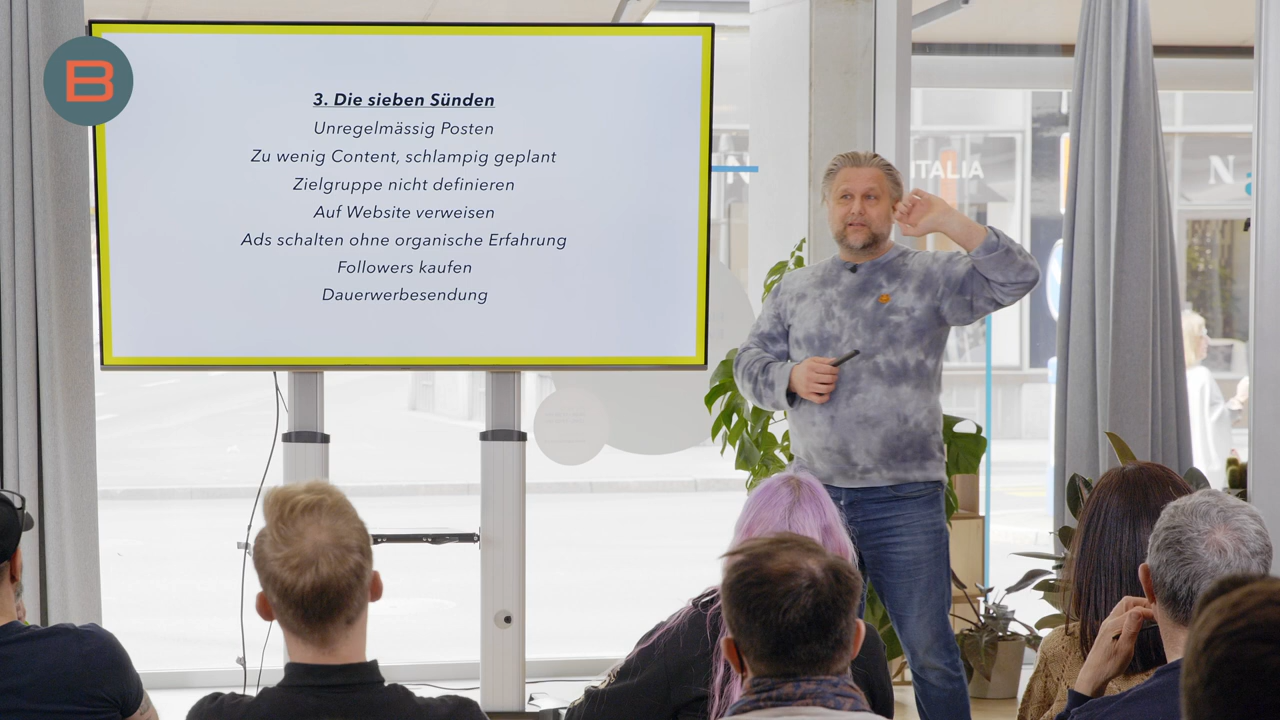 B
3. Die sieben Sünden
Unregelmässig Posten
Zu wenig Content, schlampig geplant
Zielgruppe nicht definieren
Auf Website verweisen
Ads schalten ohne organische Erfahrung
Followers kaufen
Dauerwerbesendung
ITALIA